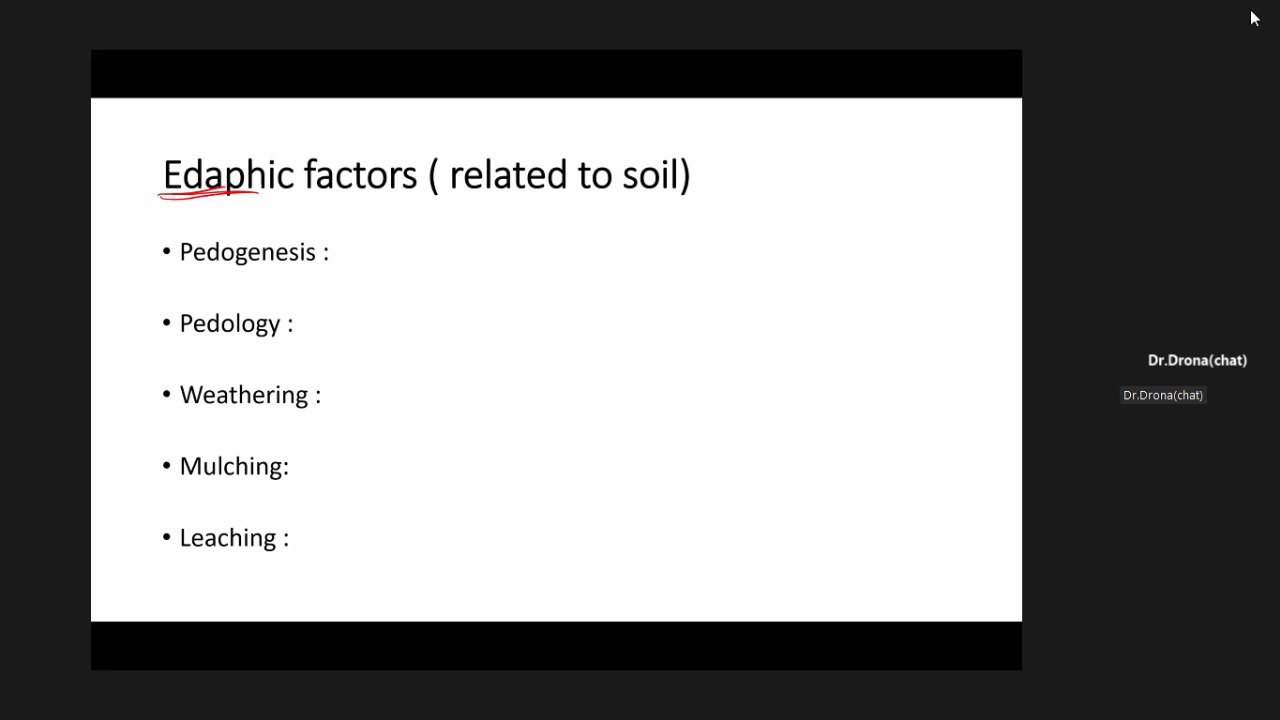 Edaphic factors ( related to soil)
• Pedogenesis :
• Pedology :
• Weathering :
• Mulching:
• Leaching :
Dr.Drona(chat)
Dr.Drona(chat)